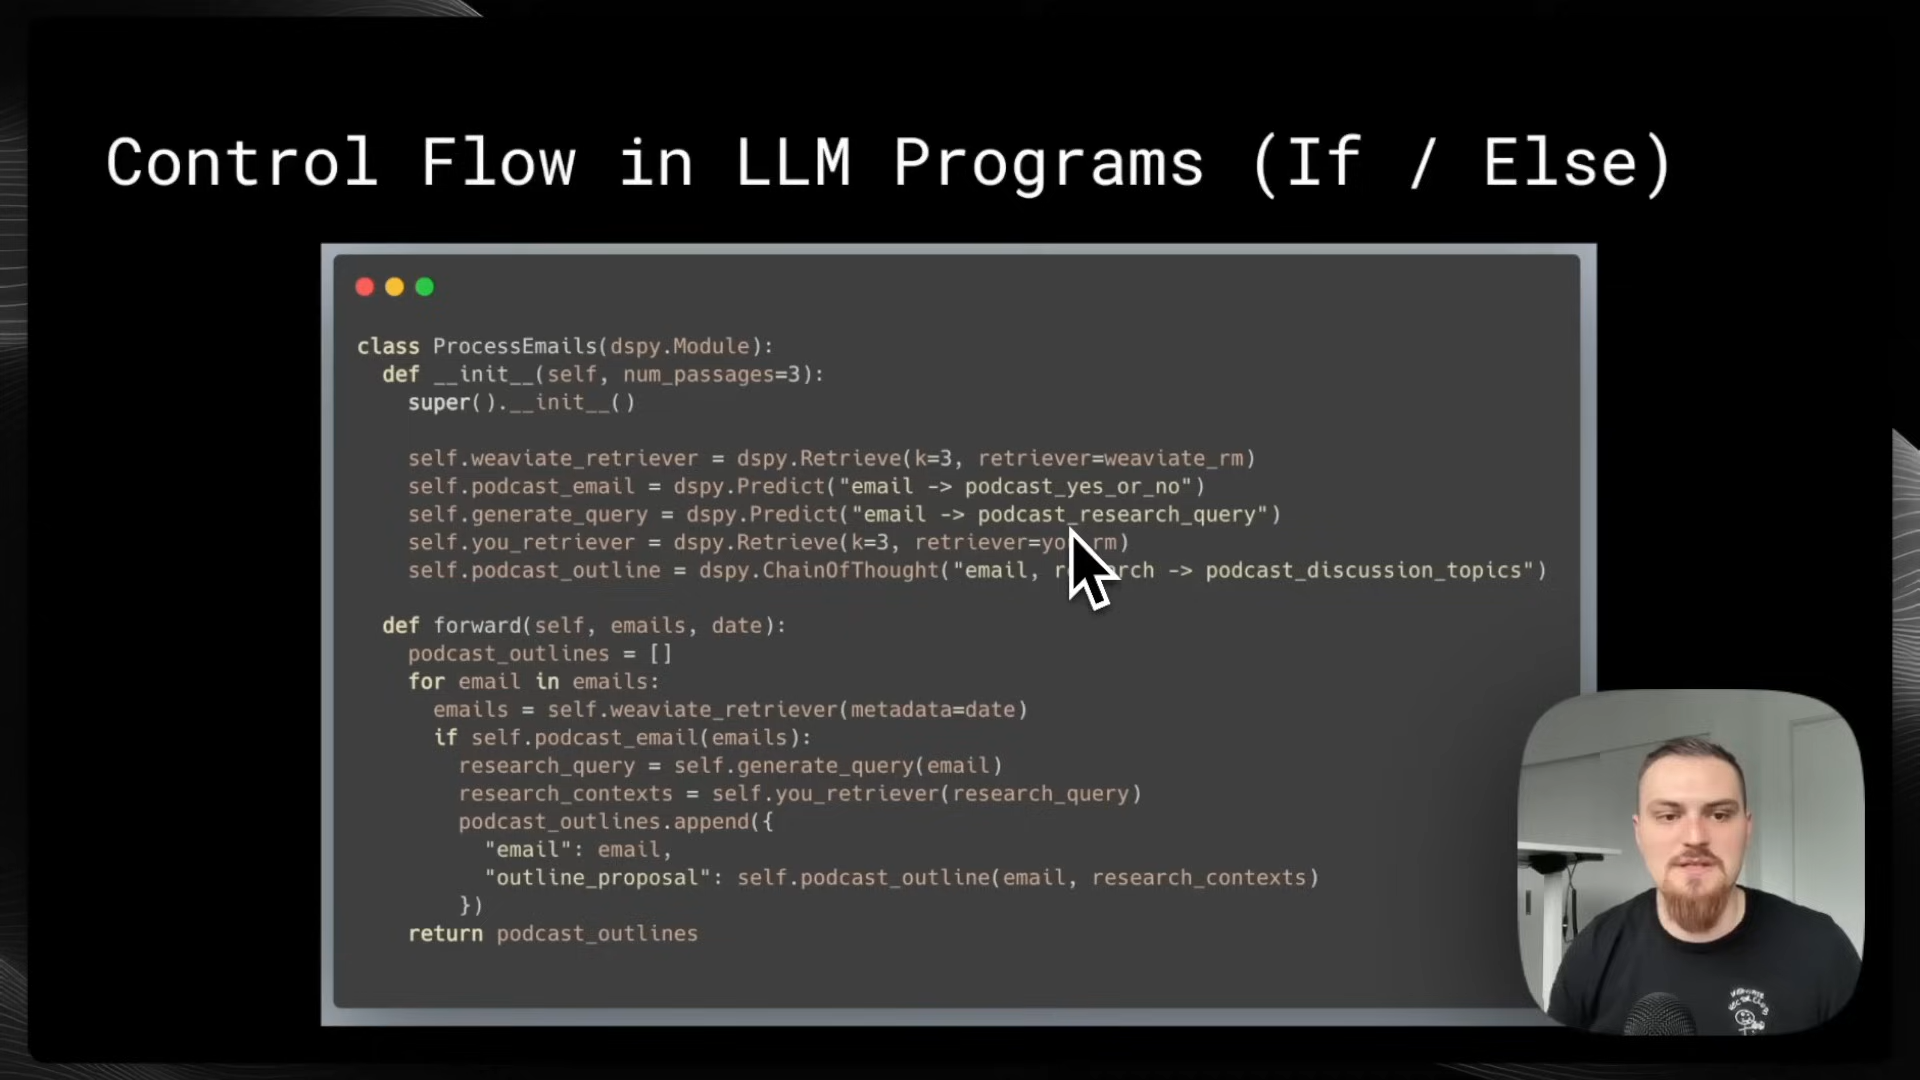 Control Flow in LLM Programs (If / Else)
class ProcessEmails(dspy.Module):
def __init__(self, num_passages=3):
super().__init__()
self.weaviate_retriever = dspy.Retrieve(k=3, retriever=weaviate_rm)
self.podcast_email = dspy.Predict("email -> podcast_yes_or_no")
self.generate_query = dspy.Predict("email -> podcast_research_query")
self.you_retriever = dspy.Retrieve(k=3, retriever=you_rm)
self.podcast_outline = dspy.ChainOfThought("email, research -> podcast_discussion_topics")
def forward(self, emails, date):
podcast_outlines = []
for email in emails:
emails = self.weaviate_retriever(metadata=date)
if self.podcast_email(emails):
research_query = self.generate_query(email)
research_contexts = self.you_retriever(research_query)
podcast_outlines.append({
"email": email,
"outline_proposal": self.podcast_outline(email, research_contexts)
})
return podcast_outlines